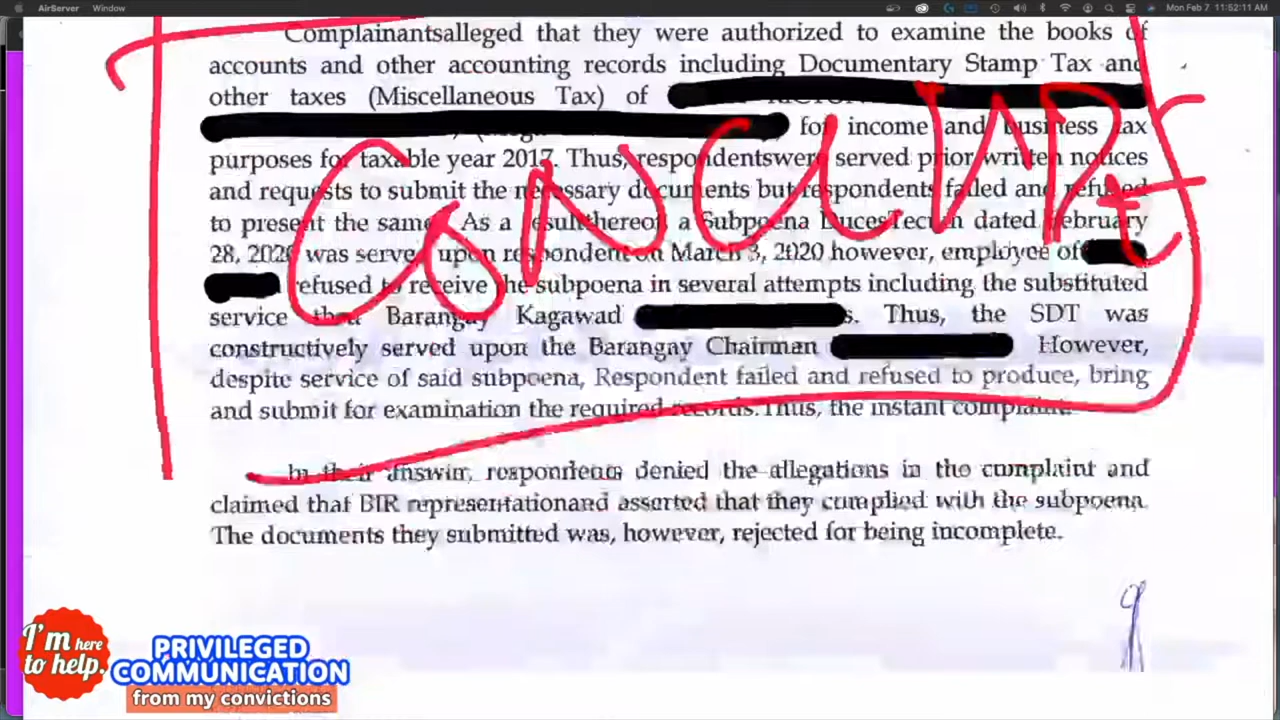 AirServer Window Mon Feb 7 11:52:11 AM
Complainantsalleged that they were authorized to examine the books of
accounts and other accounting records including Documentary Stamp Tax and
other taxes (Miscellaneous Tax) of
for income and business tax
purposes for taxable year 2017. Thus, respondentswere served prior written notices
and requests to submit the necessary documents but respondents failed and refused
to present the same. As a resultthereof, a Subpoena DucesTecum dated February
28, 2020 was served upon respondent on March 3, 2020 however, employee of
refused to receive the subpoena in several attempts including the substituted
service thru Barangay Kagawad s. Thus, the SDT was
constructively served upon the Barangay Chairman However,
despite service of said subpoena, Respondent failed and refused to produce, bring
and submit for examination the required records. Thus, the instant complaint.
In their answer, respondents denied the allegations in the complaint and
claimed that BIR representationand asserted that they complied with the subpoena.
The documents they submitted was, however, rejected for being incomplete.
I'm here
to help.
PRIVILEGED
COMMUNICATION
from my convictions